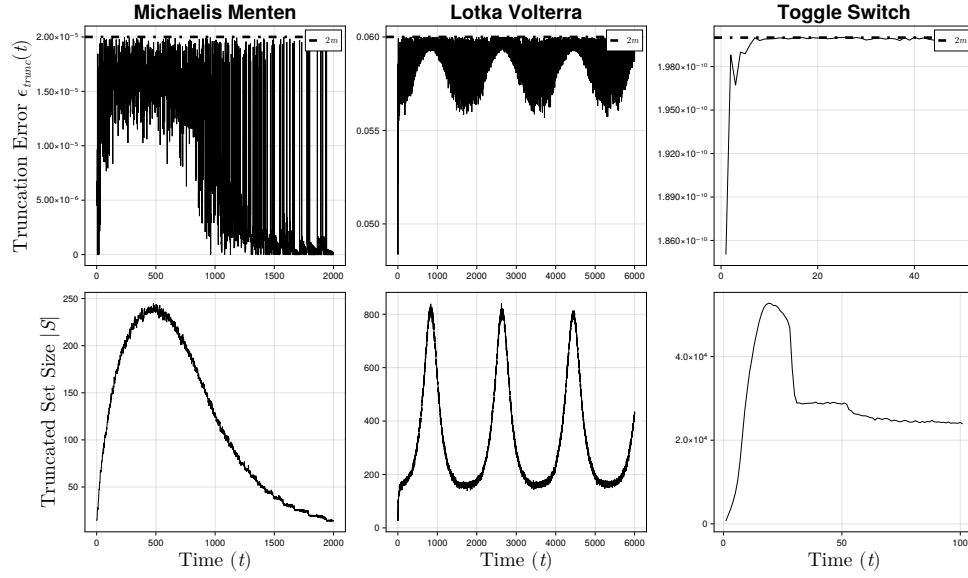 Michaelis Menten
Lotka Volterra
Toggle Switch
Truncation Error ϵ_trunc(t)
2.00×10⁻⁵
1.50×10⁻⁵
1.00×10⁻⁵
5.00×10⁻⁶
0
2m
0 500 1000 1500 2000
0.060
0.055
0.050
2m
0 1000 2000 3000 4000 5000 6000
1.980×10⁻¹⁰
1.950×10⁻¹⁰
1.920×10⁻¹⁰
1.890×10⁻¹⁰
1.860×10⁻¹⁰
2m
0 20 40
Truncated Set Size |S|
250
200
150
100
50
0 500 1000 1500 2000
Time (t)
800
600
400
200
0
0 1000 2000 3000 4000 5000 6000
Time (t)
4.0×10⁴
2.0×10⁴
0
0 50 100
Time (t)